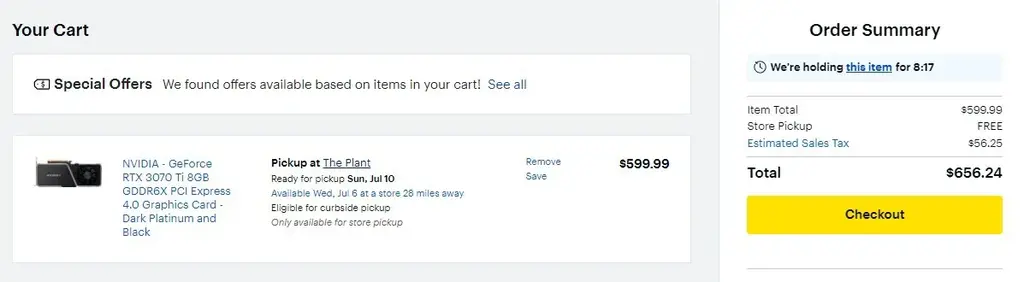 Your Cart
Special Offers We found offers available based on items in your cart! See all
NVIDIA - GeForce
RTX 3070 Ti 8GB
GDDR6X PCI Express
4.0 Graphics Card -
Dark Platinum and
Black
Pickup at The Plant
Ready for pickup Sun, Jul 10
Available Wed, Jul 6 at a store 28 miles away
Eligible for curbside pickup
Only available for store pickup
Remove
Save
$599.99
Order Summary
We're holding this item for 8:17
Item Total $599.99
Store Pickup FREE
Estimated Sales Tax $56.25
Total $656.24
Checkout